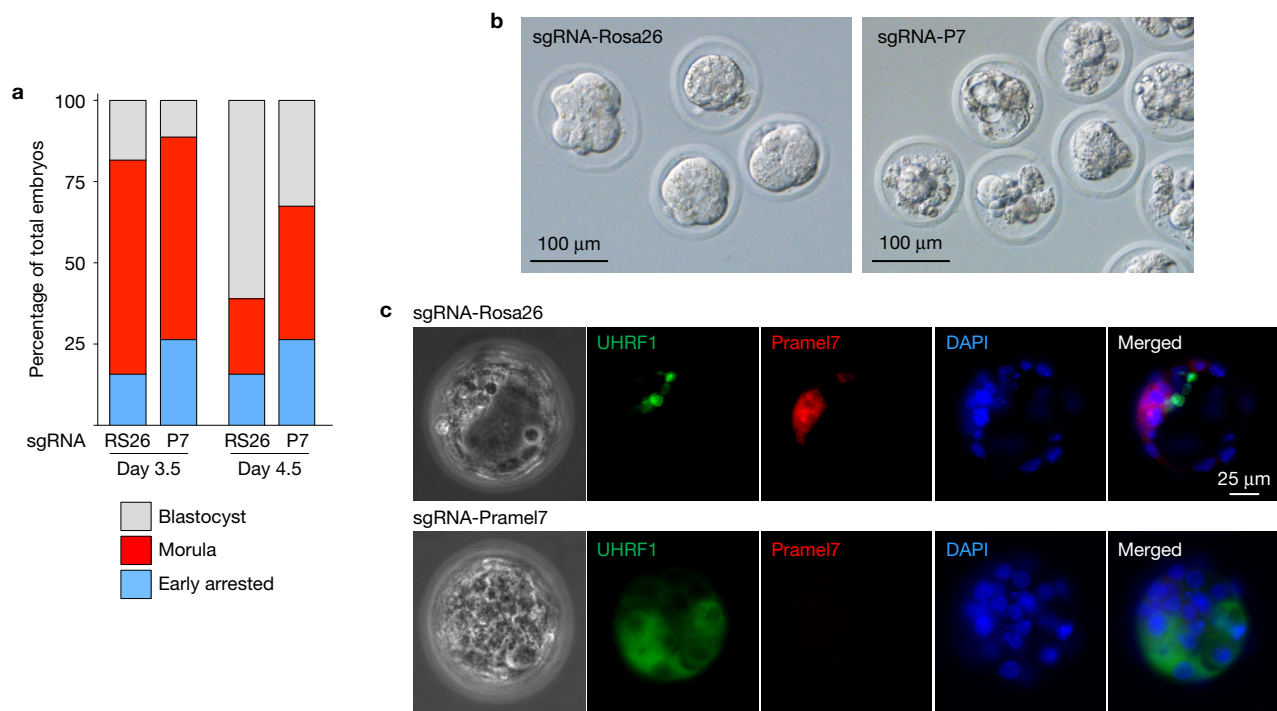 a
Percentage of total embryos
100
75
50
25
sgRNA
RS26 P7 RS26 P7
Day 3.5 Day 4.5
Blastocyst
Morula
Early arrested
b
sgRNA-Rosa26
100 μm
sgRNA-P7
100 μm
c
sgRNA-Rosa26
UHRF1 Pramel7 DAPI Merged
25 μm
sgRNA-Pramel7
UHRF1 Pramel7 DAPI Merged